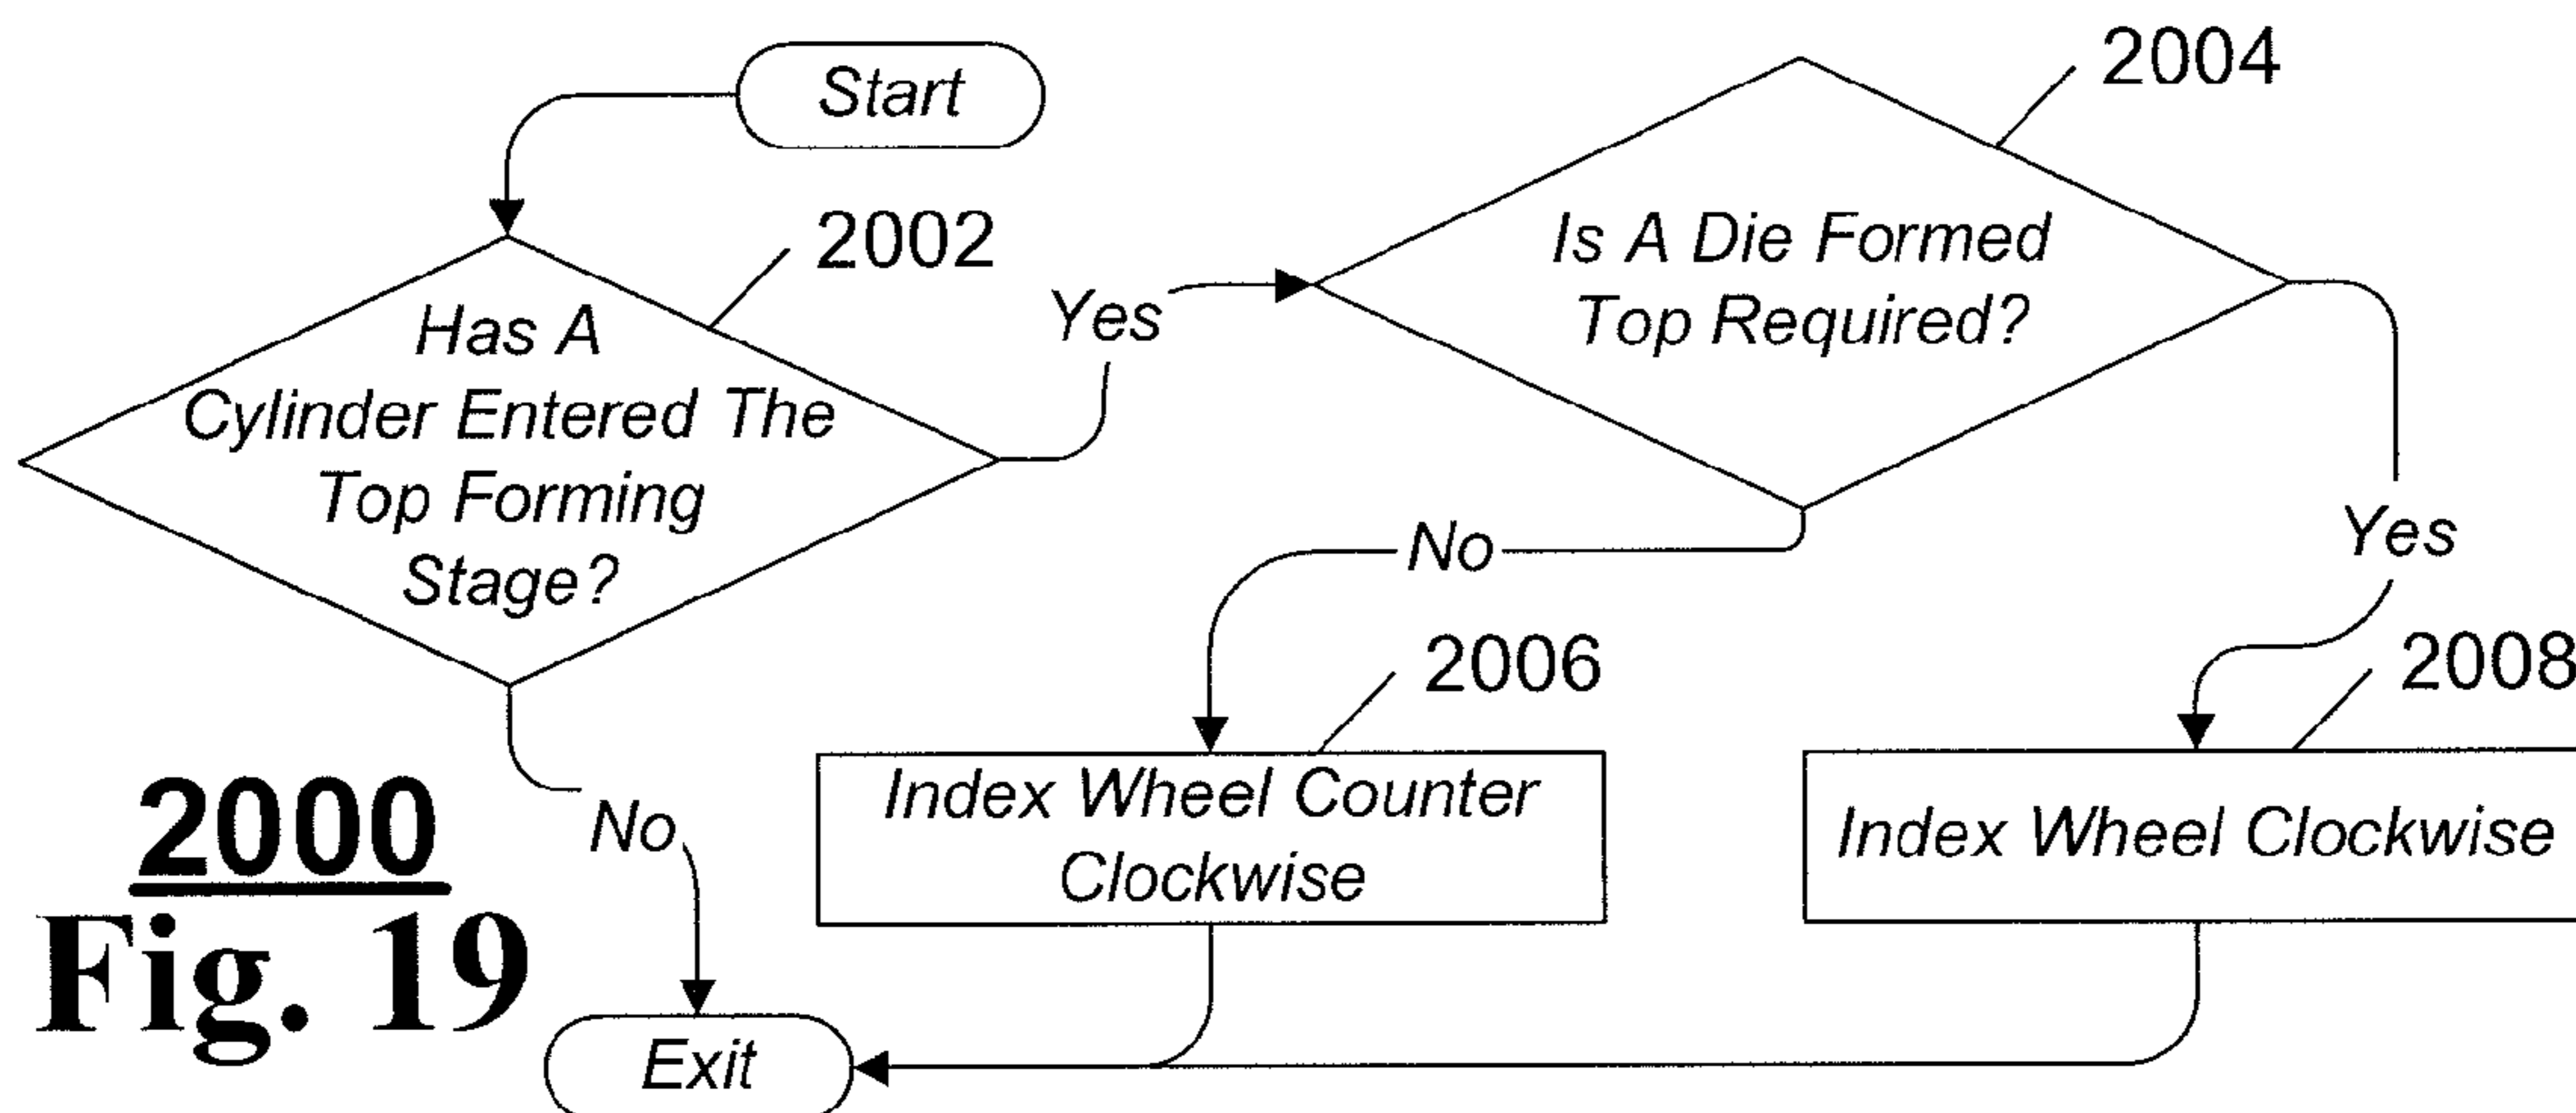 Start
2002
Has A
Cylinder Entered The
Top Forming
Stage?
Yes
2004
Is A Die Formed
Top Required?
No
Yes
2006
Index Wheel Counter
Clockwise
2008
Index Wheel Clockwise
No
Exit
2000
Fig. 19